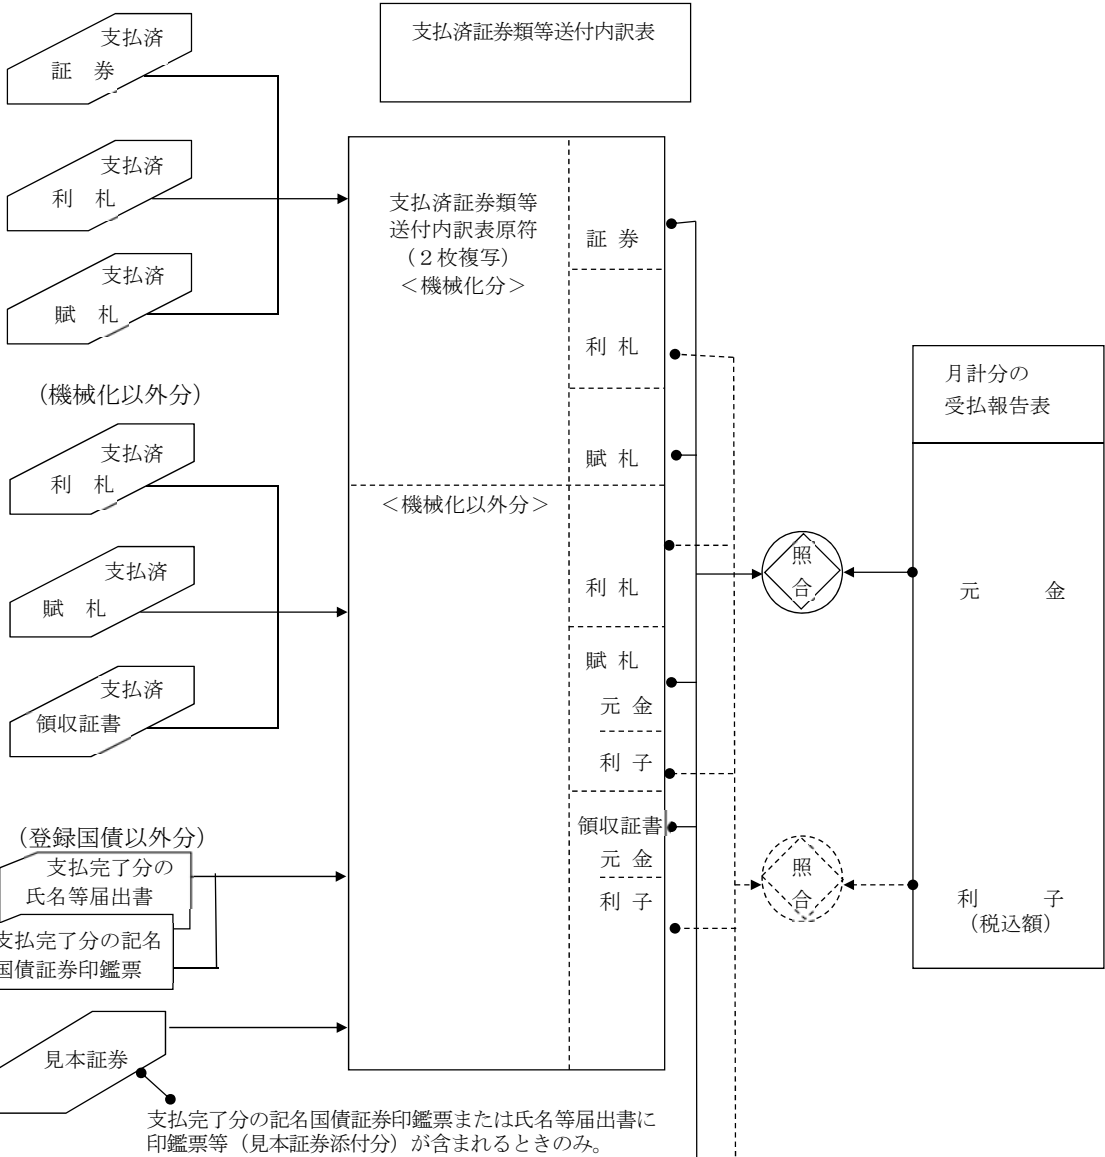 支払済
証 券
支払済
利 札
支払済
賦 札
(機械化以外分)
支払済
利 札
支払済
賦 札
支払済
領収証書
(登録国債以外分)
支払完了分の
氏名等届出書
支払完了分の記名
国債証券印鑑票
見本証券
支払完了分の記名国債証券印鑑票または氏名等届出書に
印鑑票等(見本証券添付分)が含まれるときのみ。
支払済証券類等送付内訳表
支払済証券類等
送付内訳表原符
(2枚複写)
<機械化分>
証 券
利 札
賦 札
<機械化以外分>
利 札
賦 札
元 金
利 子
領収証書
元 金
利 子
照
合
照
合
月計分の
受払報告表
元 金
利 子
(税込額)